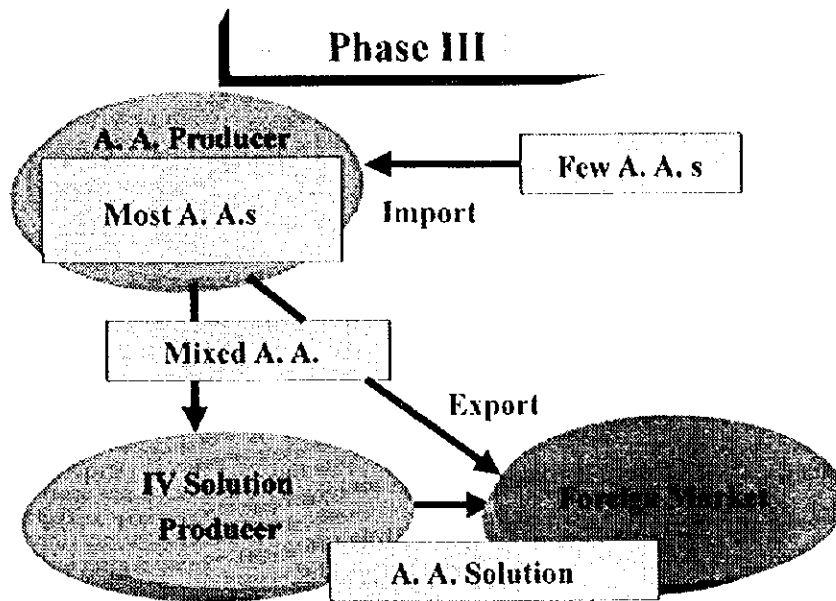 Phase III
A. A. Producer
Few A. A. s
Most A. A.s
Import
Mixed A. A.
Export
IV Solution
Producer
Foreign Market
A. A. Solution